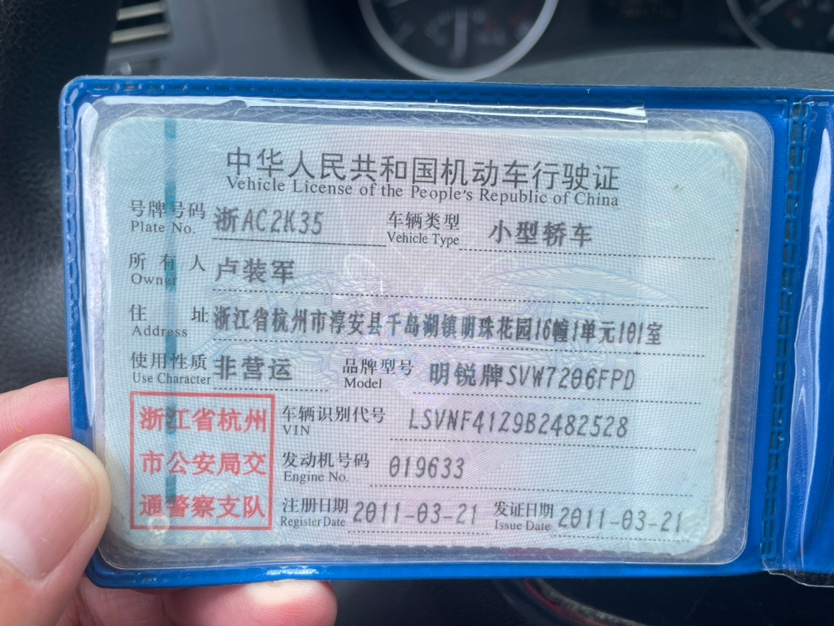 中华人民共和国机动车行驶证
Vehicle License of the People's Republic of China
号牌号码 浙AC2K35 车辆类型 小型轿车
Plate No. Vehicle Type
所有人 卢装军
Owner
住址 浙江省杭州市淳安县千岛湖镇明珠花园16幢1单元101室
Address
使用性质 非营运 品牌型号 明锐牌SVW7206FPD
Use Character Model
浙江省杭州
市公安局交
通警察支队
车辆识别代号 LSVNF41Z9B2482528
VIN
发动机号码 019633
Engine No.
注册日期 2011-03-21 发证日期 2011-03-21
Register Date Issue Date